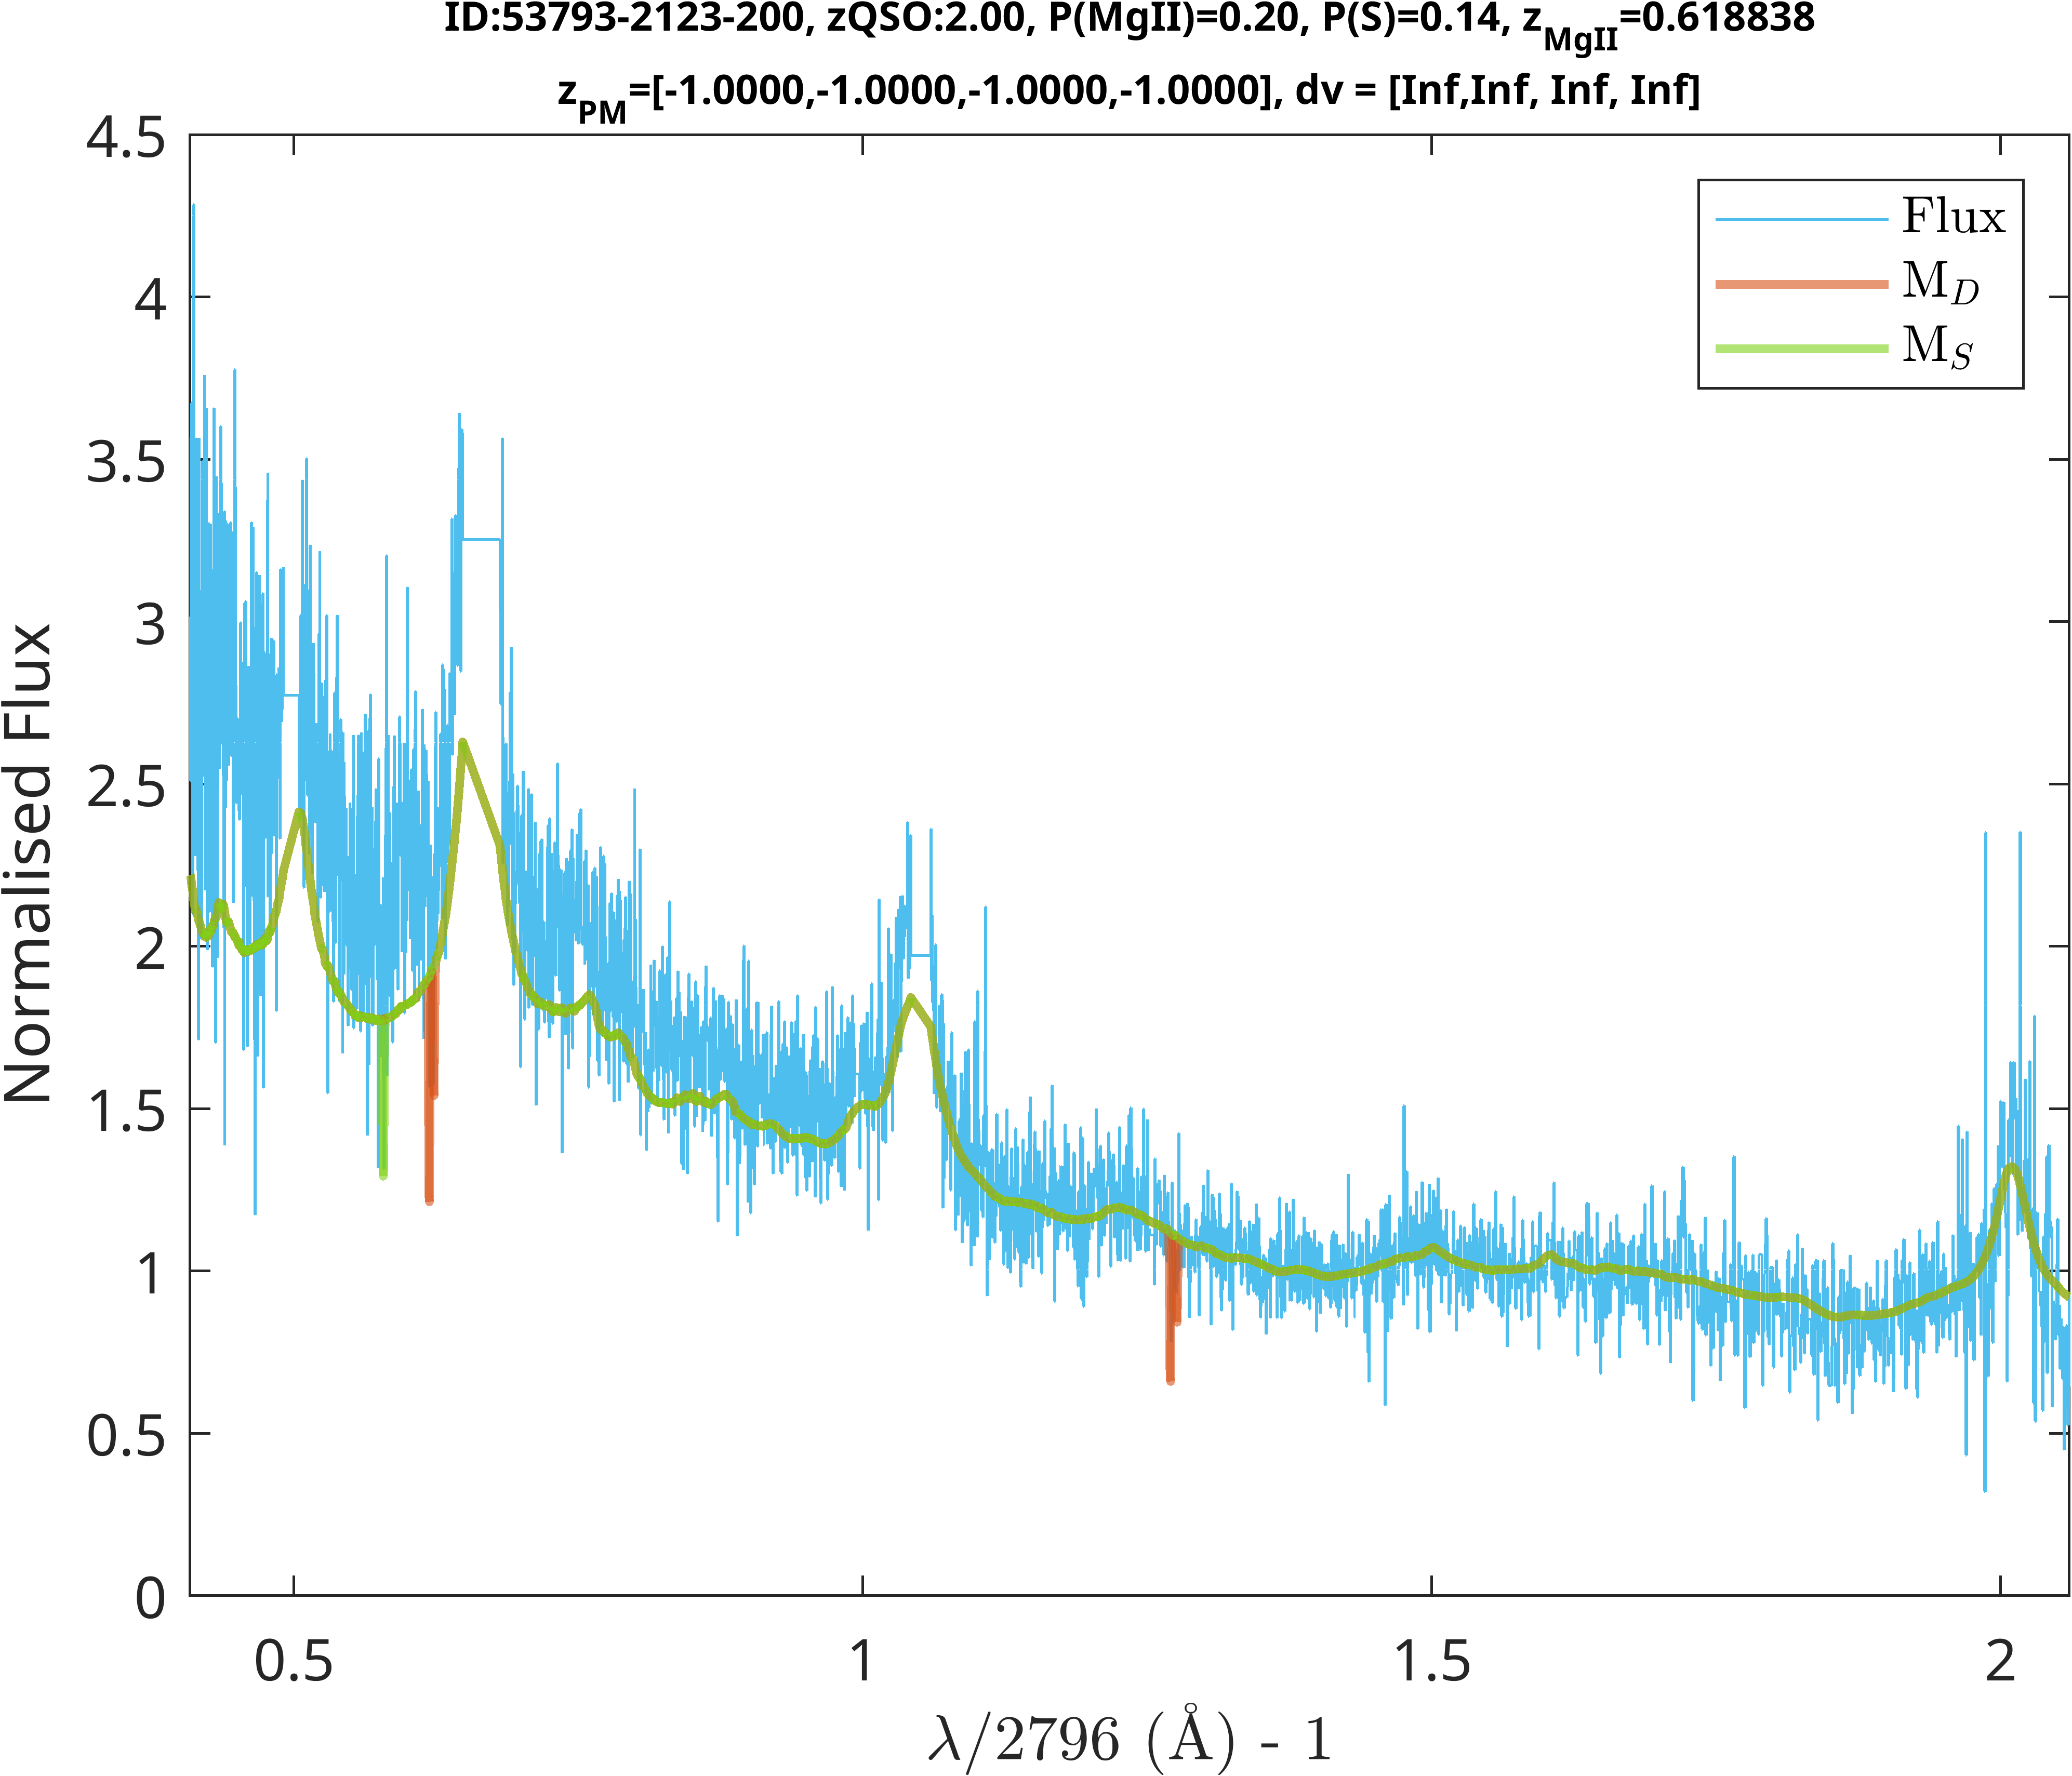 ID:53793-2123-200, zQSO:2.00, P(MgII)=0.20, P(S)=0.14, zMgII=0.618838
zPM=[-1.0000,-1.0000,-1.0000,-1.0000], dv = [Inf,Inf, Inf, Inf]
4.5
4
3.5
3
2.5
2
1.5
1
0.5
0
Normalised Flux
Flux
MD
MS
0.5
1
1.5
2
λ/2796 (Å) - 1